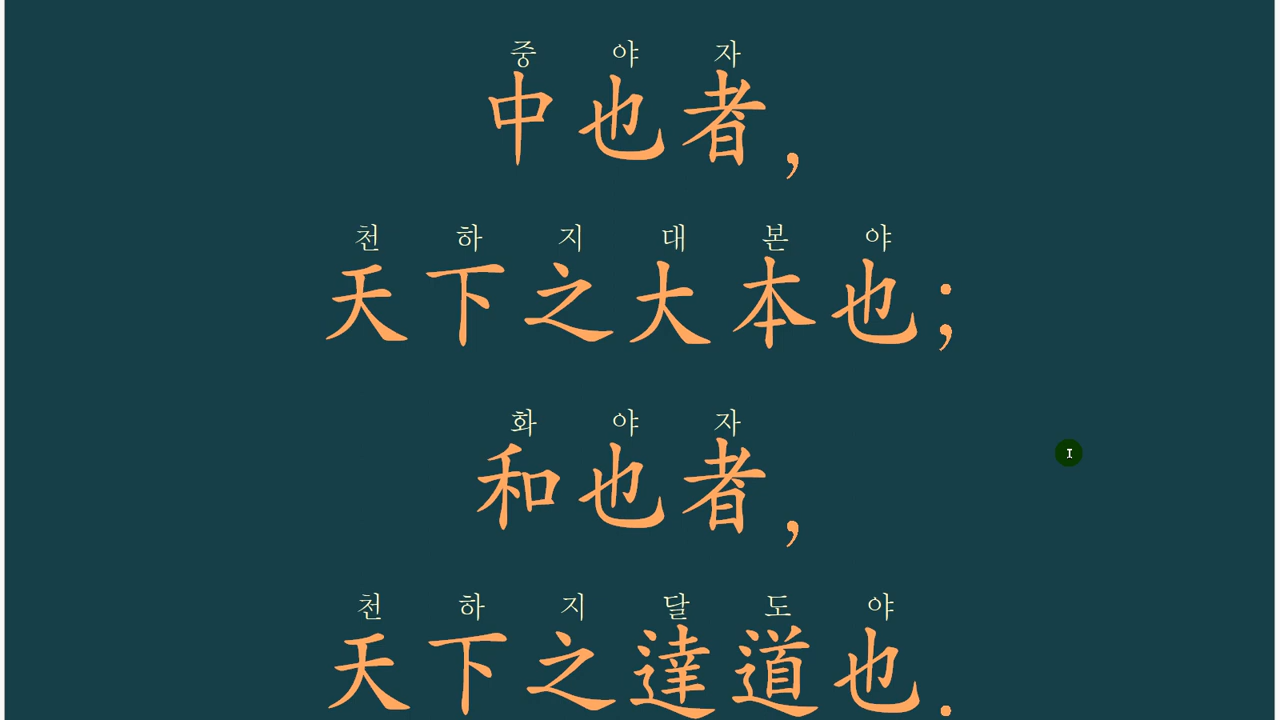 중 야 자
中也者,
천 하 지 대 본 야
天下之大本也;
화 야 자
和也者,
천 하 지 달 도 야
天下之達道也.